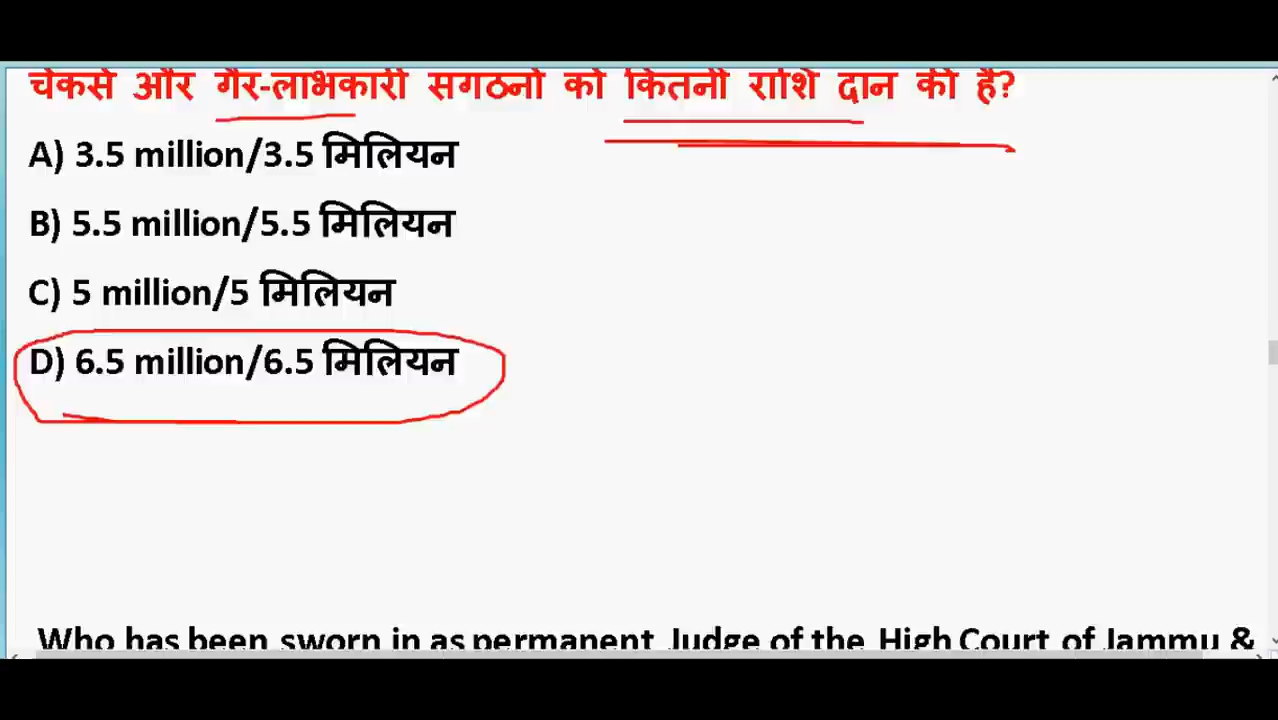 चेकर्स और गैर-लाभकारी संगठनों को कितनी राशि दान की है?
A) 3.5 million/3.5 मिलियन
B) 5.5 million/5.5 मिलियन
C) 5 million/5 मिलियन
D) 6.5 million/6.5 मिलियन
Who has been sworn in as permanent Judge of the High Court of Jammu &